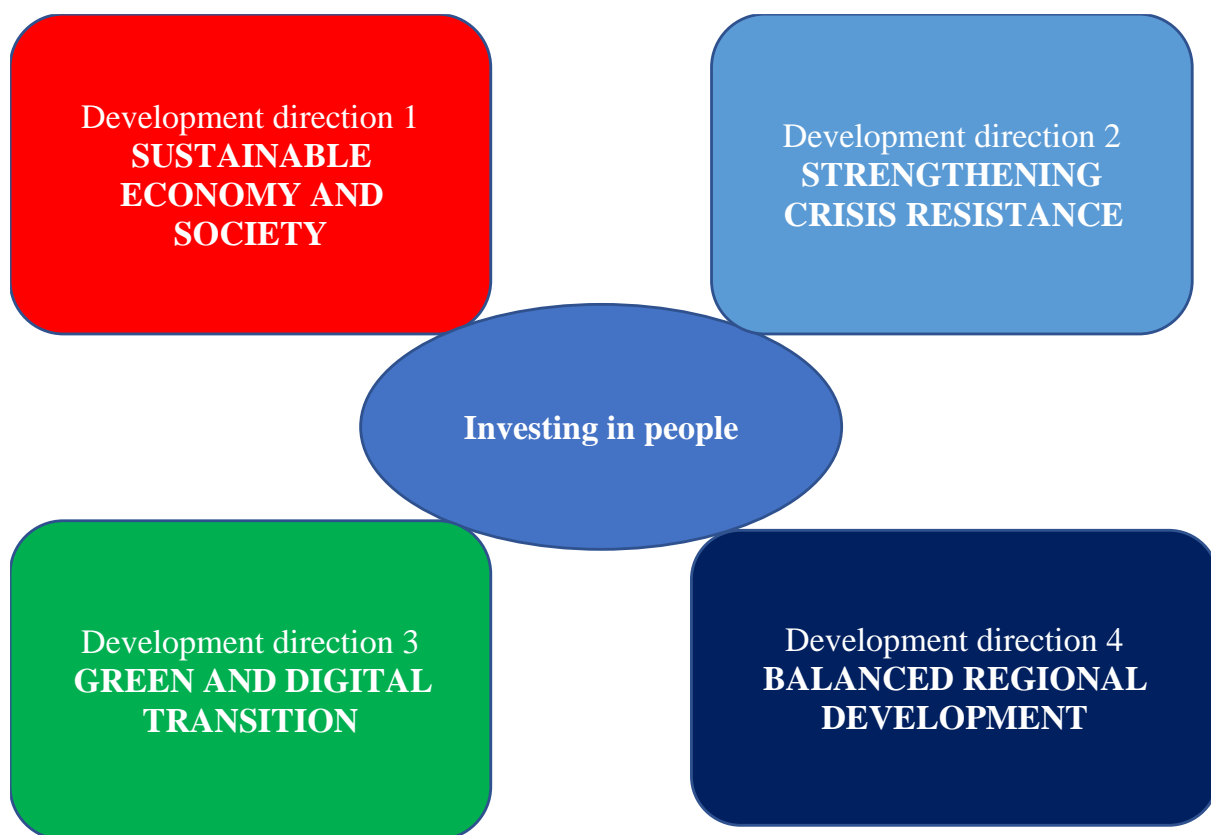 Development direction 1
SUSTAINABLE
ECONOMY AND
SOCIETY
Development direction 2
STRENGTHENING
CRISIS RESISTANCE
Investing in people
Development direction 3
GREEN AND DIGITAL
TRANSITION
Development direction 4
BALANCED REGIONAL
DEVELOPMENT